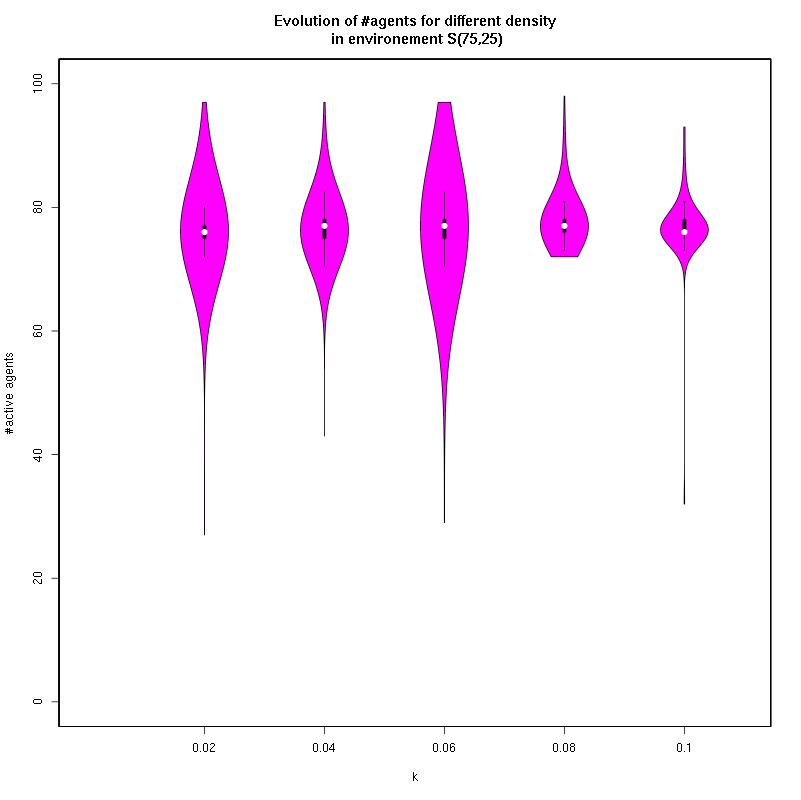 Evolution of #agents for different density
in environement S(75,25)
100
80
60
40
20
0
#active agents
0.02 0.04 0.06 0.08 0.1
k